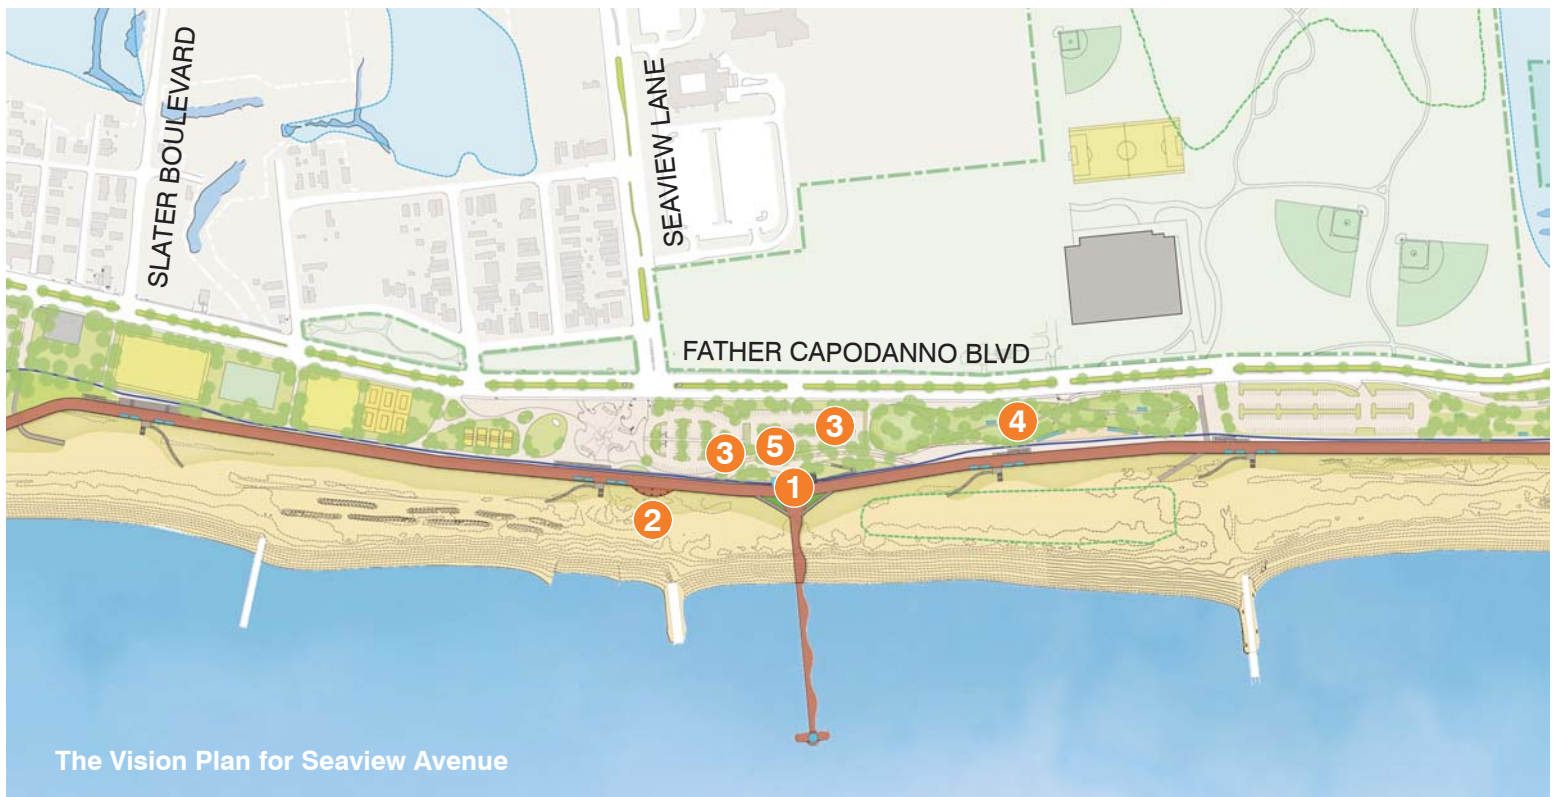 SLATER BOULEVARD
SEAVIEW LANE
FATHER CAPODANNO BLVD
3
3
4
5
1
2
The Vision Plan for Seaview Avenue